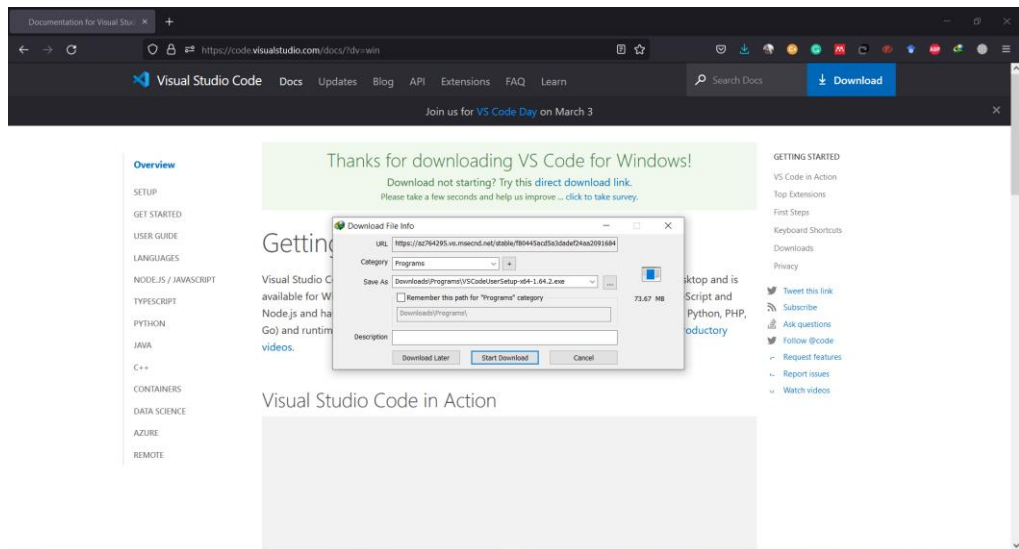 Documentation for Visual Stu
https://code.visualstudio.com/docs/?dv=win
Visual Studio Code Docs Updates Blog API Extensions FAQ Learn Search Docs Download
Join us for VS Code Day on March 3
Overview
SETUP
GET STARTED
USER GUIDE
LANGUAGES
NODE.JS / JAVASCRIPT
TYPESCRIPT
PYTHON
JAVA
C++
CONTAINERS
DATA SCIENCE
AZURE
REMOTE
Thanks for downloading VS Code for Windows!
Download not starting? Try this direct download link.
Please take a few seconds and help us improve ... click to take survey.
Getting
Visual Studio C
ktop and is
available for W
Script and
Node.js and ha
Python, PHP,
Go) and runtim
oductory
videos.
Download File Info
URL https://az764295.vo.msecnd.net/stable/f80445acd5a3dadef24aa2091684
Category Programs +
Save As Downloads\Programs\VSCodeUserSetup-x64-1.64.2.exe ...
Remember this path for "Programs" category
73.67 MB
Downloads\Programs\
Description
Download Later Start Download Cancel
Visual Studio Code in Action
GETTING STARTED
VS Code in Action
Top Extensions
First Steps
Keyboard Shortcuts
Downloads
Privacy
Tweet this link
Subscribe
Ask questions
Follow @code
Request features
Report issues
Watch videos